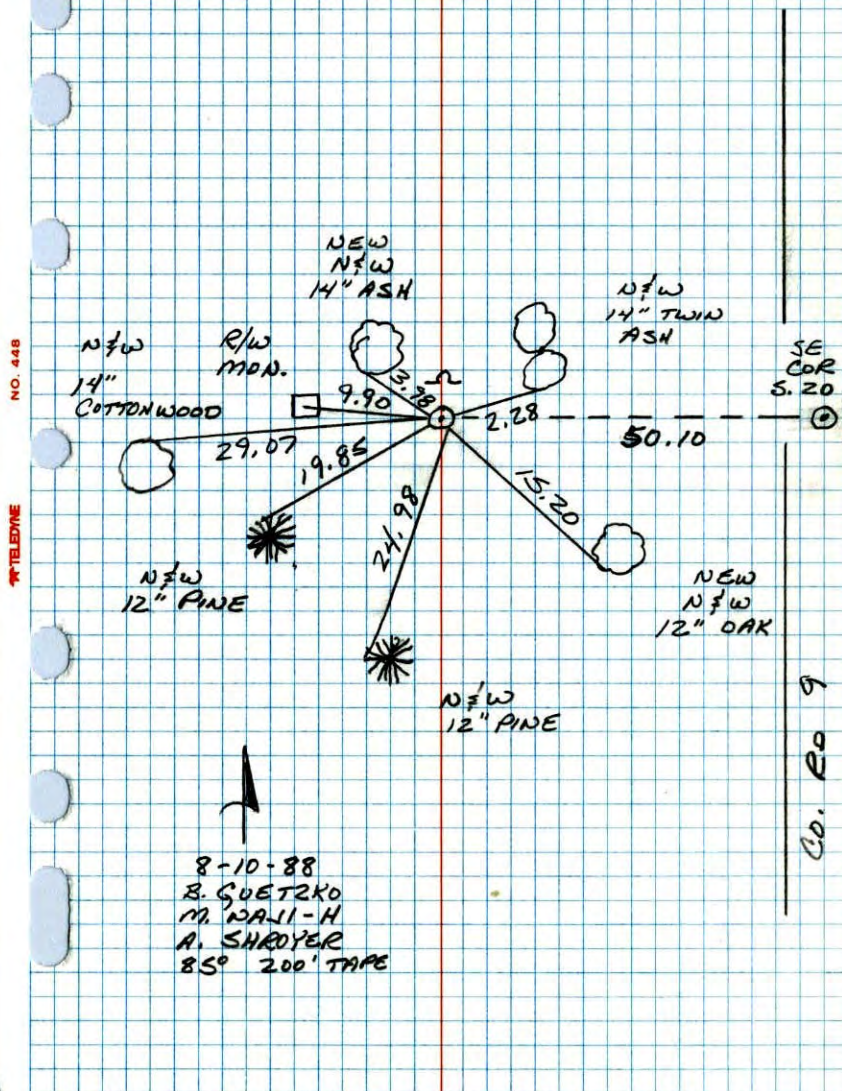 NEW
N&W
14" ASH
N&W
14" TWIN
ASH
N&W
14"
COTTONWOOD
R/W
MON.
SE
COR
S. 20
3.98
9.90
2.28
50.10
29.07
19.85
24.98
15.20
N&W
12" PINE
NEW
N&W
12" OAK
N&W
12" PINE
CO. RD 9
8-10-88
B. GUETZKO
M. NAJI-H
A. SHROYER
85° 200' TAPE
NO. 448
TELEDYNE